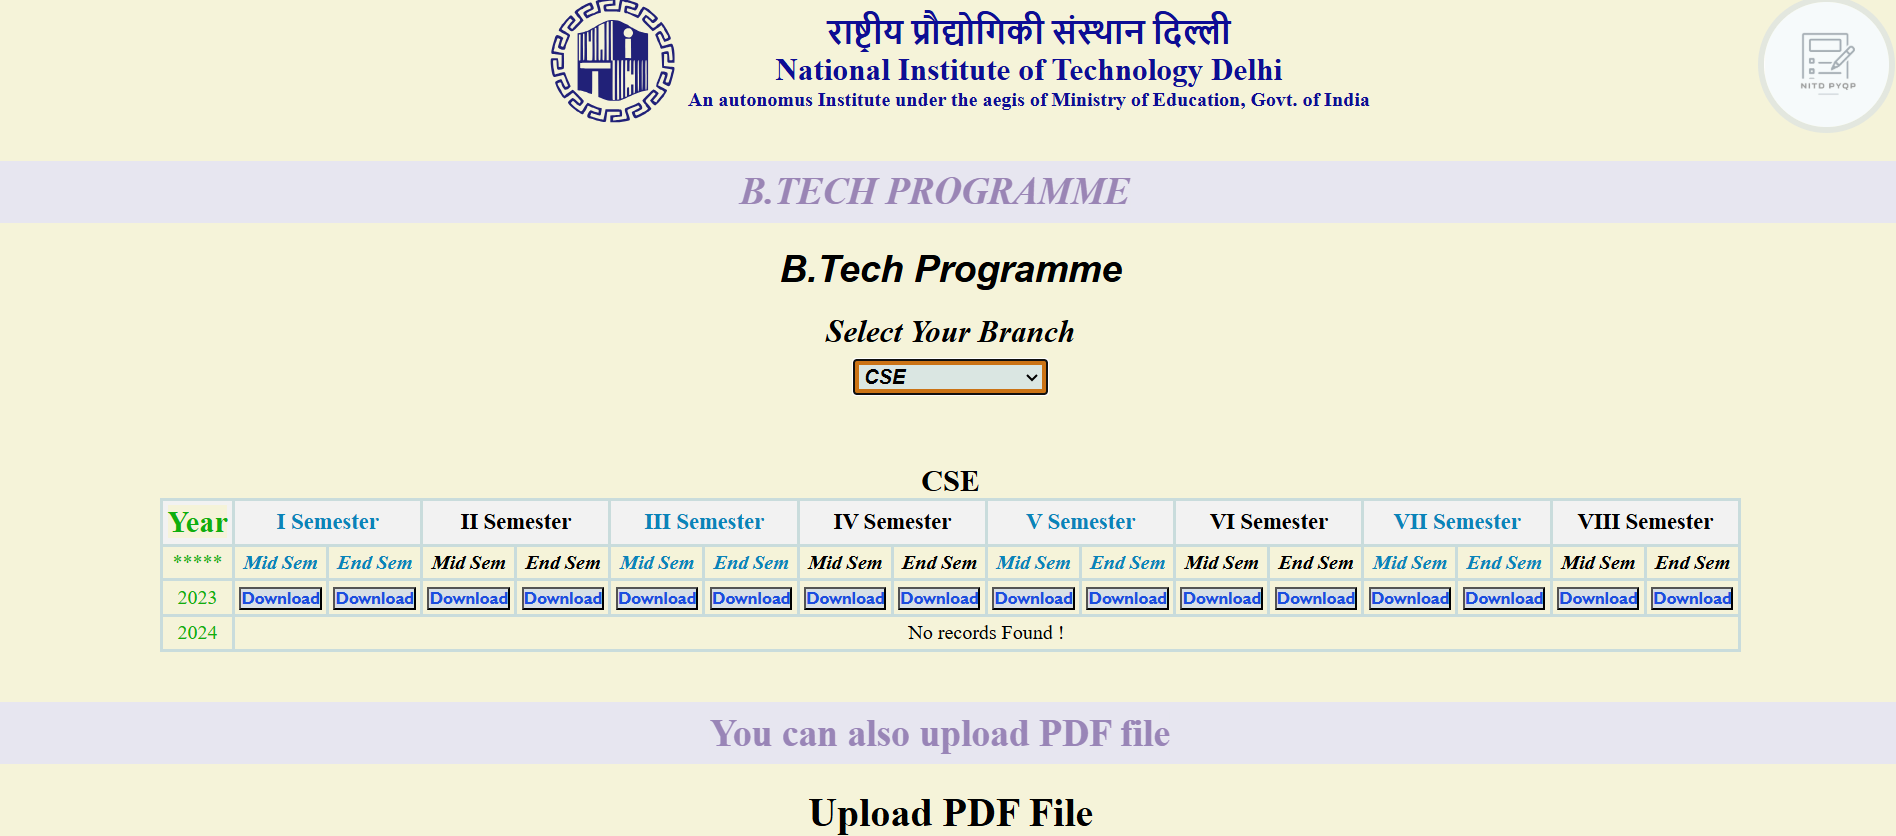 राष्ट्रीय प्रौद्योगिकी संस्थान दिल्ली
National Institute of Technology Delhi
An autonomus Institute under the aegis of Ministry of Education, Govt. of India
NITD PYQP
B.TECH PROGRAMME
B.Tech Programme
Select Your Branch
CSE
CSE
Year I Semester II Semester III Semester IV Semester V Semester VI Semester VII Semester VIII Semester
***** Mid Sem End Sem Mid Sem End Sem Mid Sem End Sem Mid Sem End Sem Mid Sem End Sem Mid Sem End Sem Mid Sem End Sem Mid Sem End Sem
2023 Download Download Download Download Download Download Download Download Download Download Download Download Download Download Download Download
2024 No records Found !
You can also upload PDF file
Upload PDF File